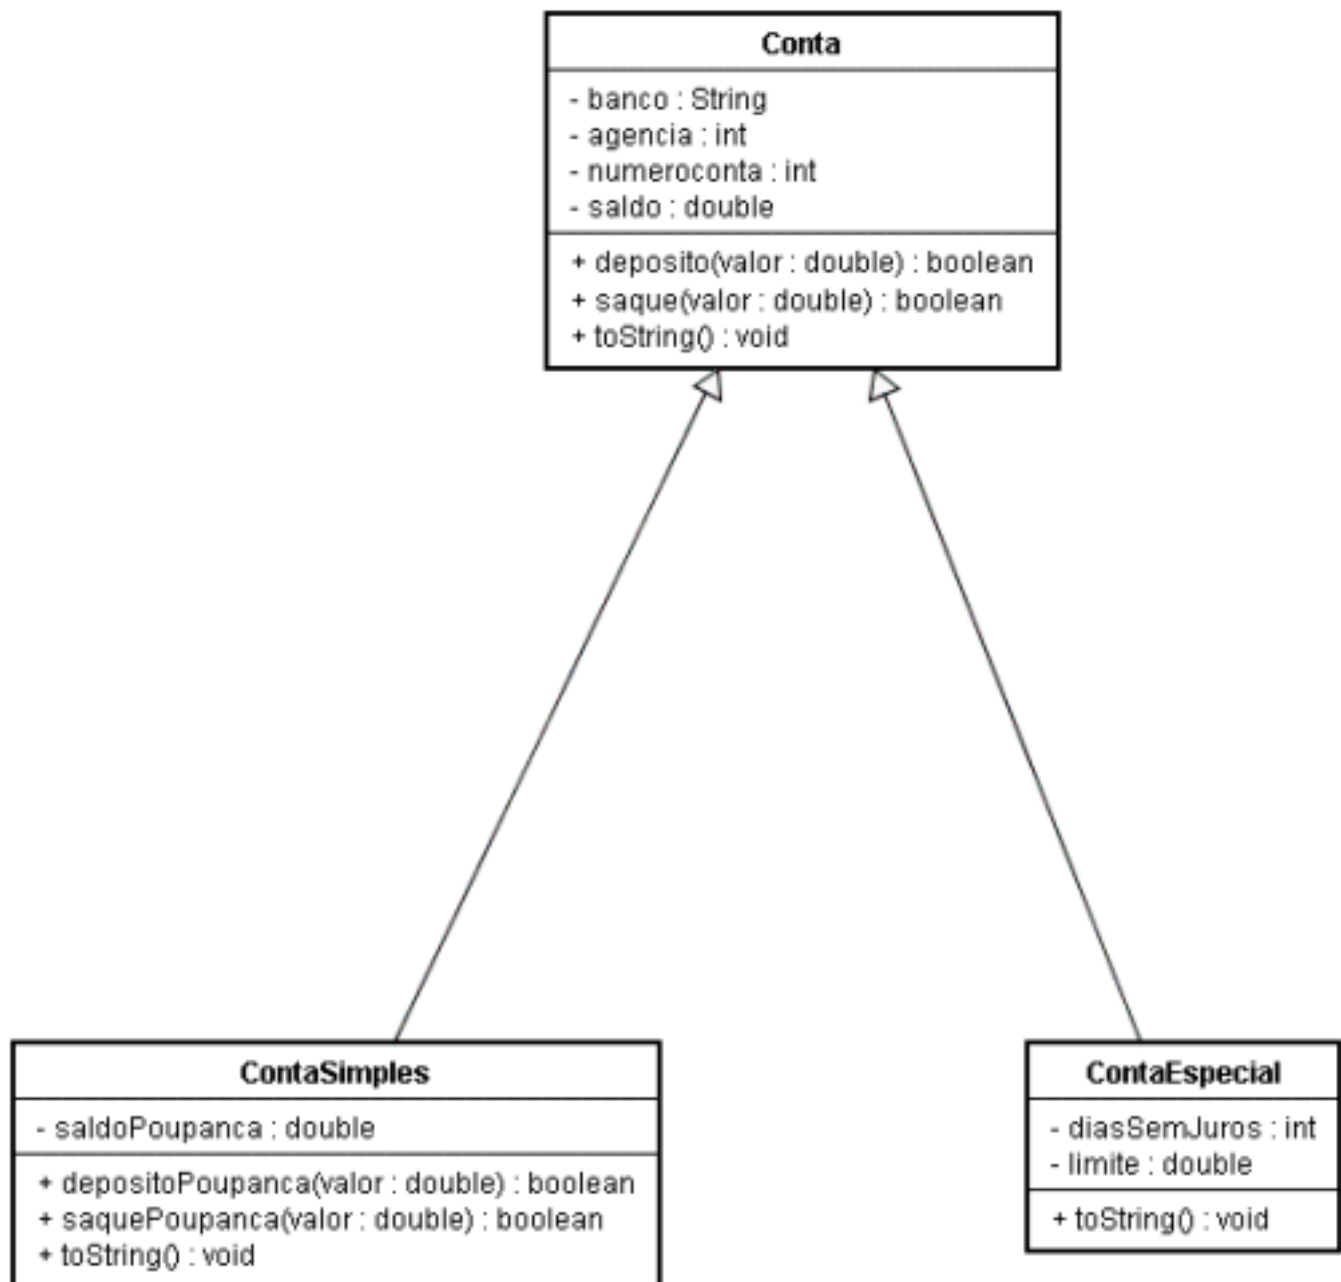 Conta
- banco : String
- agencia : int
- numeroconta : int
- saldo : double
+ deposito(valor : double) : boolean
+ saque(valor : double) : boolean
+ toString() : void
ContaSimples
- saldoPoupanca : double
+ depositoPoupanca(valor : double) : boolean
+ saquePoupanca(valor : double) : boolean
+ toString() : void
ContaEspecial
- diasSemJuros : int
- limite : double
+ toString() : void